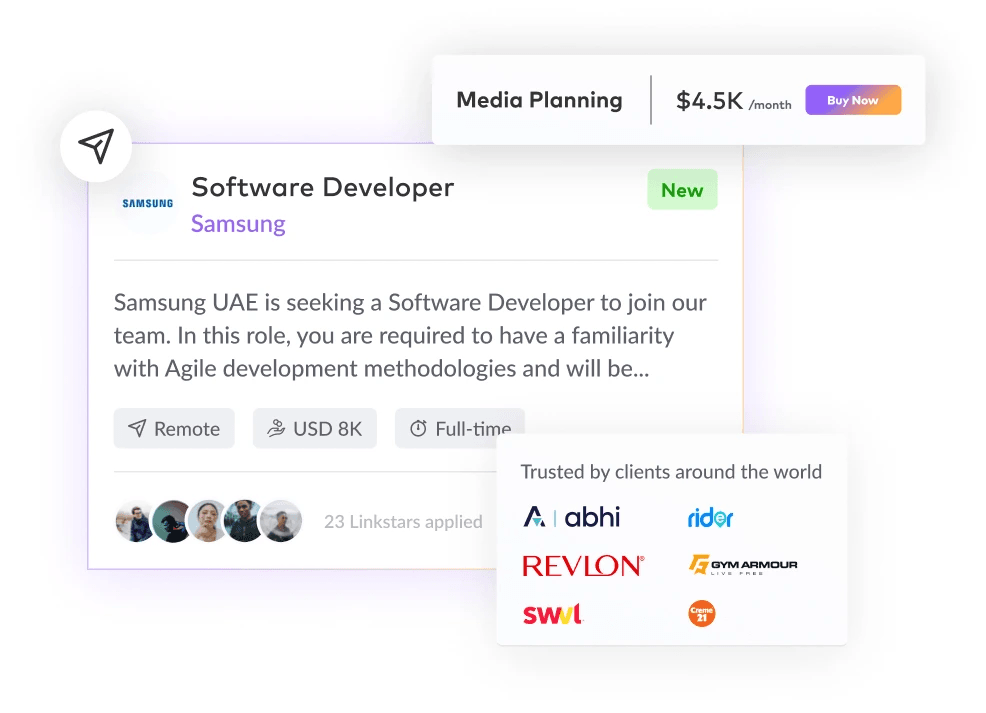 Media Planning
$4.5K /month
Buy Now
SAMSUNG
Software Developer
Samsung
New
Samsung UAE is seeking a Software Developer to join our
team. In this role, you are required to have a familiarity
with Agile development methodologies and will be...
Remote
USD 8K
Full-time
23 Linkstars applied
Trusted by clients around the world
abhi
rider
REVLON®
GYM ARMOUR
LIVE FREE
swvl
Creme
21